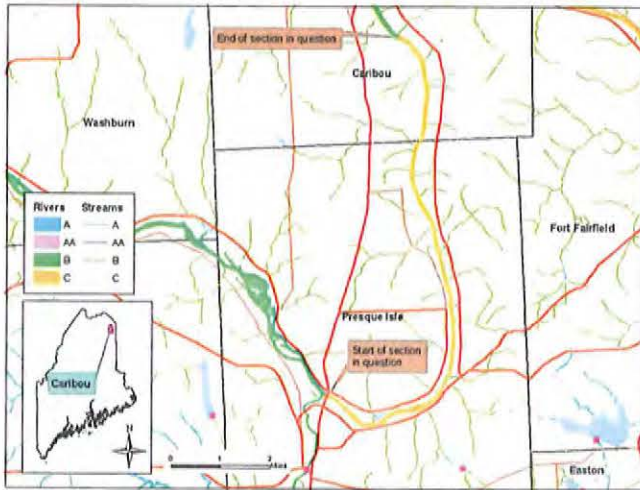 End of section in question
Caribou
Washburn
Rivers Streams
A A
AA AA
B B
C C
Fort Fairfield
Presque Isle
Start of section
in question
Caribou
N
0 1 2
Easton